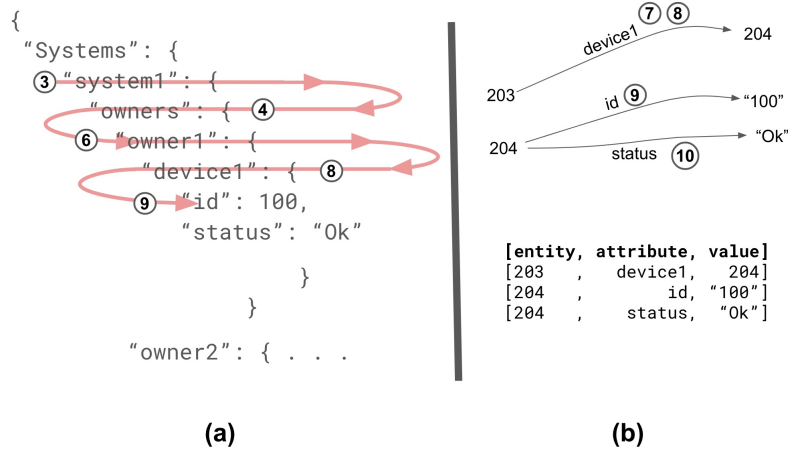 {
“Systems”: {
3 “system1”: {
“owners”: { 4
6 “owner1”: {
“device1”: { 8
9 “id”: 100,
“status”: “Ok”
}
}
“owner2”: { . . .
(a)
7 8
device1
204
203
id 9
“100”
204
“Ok”
status 10
[entity, attribute, value]
[203 , device1, 204]
[204 , id, “100”]
[204 , status, “Ok”]
(b)